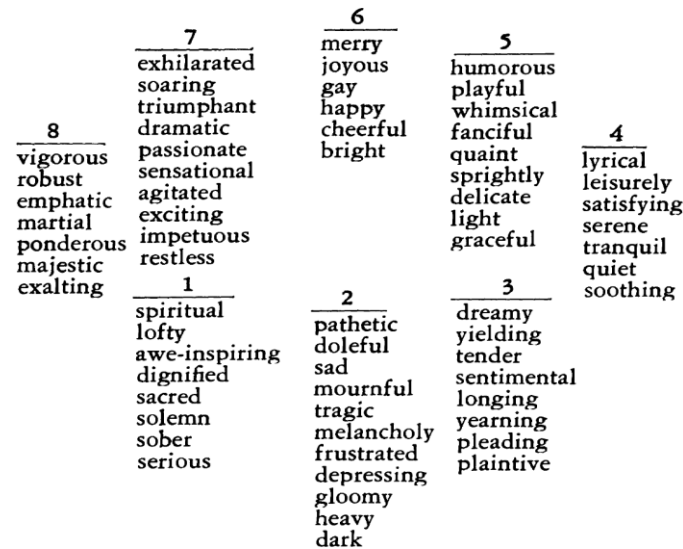 6
merry
joyous
gay
happy
cheerful
bright
7
exhilarated
soaring
triumphant
dramatic
passionate
sensational
agitated
exciting
impetuous
restless
5
humorous
playful
whimsical
fanciful
quaint
sprightly
delicate
light
graceful
8
vigorous
robust
emphatic
martial
ponderous
majestic
exalting
4
lyrical
leisurely
satisfying
serene
tranquil
quiet
soothing
1
spiritual
lofty
awe-inspiring
dignified
sacred
solemn
sober
serious
2
pathetic
doleful
sad
mournful
tragic
melancholy
frustrated
depressing
gloomy
heavy
dark
3
dreamy
yielding
tender
sentimental
longing
yearning
pleading
plaintive